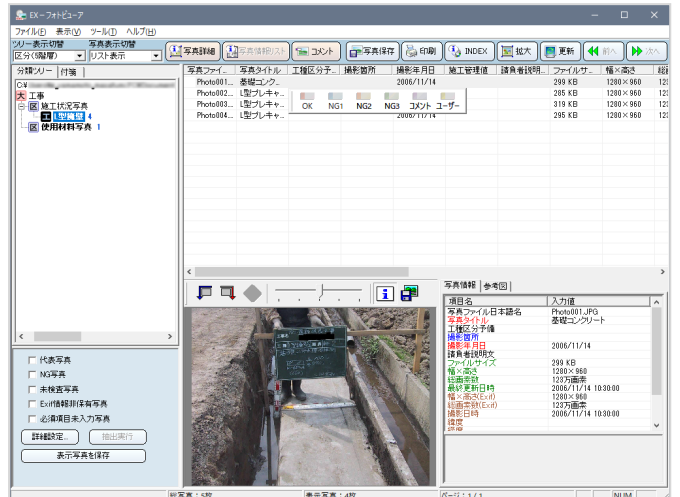 EX-フォトビューア
ファイル(F) 表示(V) ツール(T) ヘルプ(H)
ツリー表示切替 写真表示切替
区分(5階層) リスト表示
写真詳細 写真情報リスト コメント 写真保存 印刷 INDEX 拡大 更新 前へ 次へ
分類ツリー 付箋
C:¥
大 工事
区 施工状況写真
工 L型擁壁 4
区 使用材料写真 1
写真ファイ... 写真タイトル 工種区分予... 撮影箇所 撮影年月日 施工管理値 請負者説明... ファイルサ... 幅×高さ 総画
Photo001... 基礎コンク... 2006/11/14 299 KB 1280×960 123
Photo002... L型プレキャ... 285 KB 1280×960 123
Photo003... L型プレキャ... 319 KB 1280×960 123
Photo004... L型プレキャ... 2006/11/14 295 KB 1280×960 123
OK NG1 NG2 NG3 コメント ユーザー
代表写真
NG写真
未検査写真
Exif情報非保有写真
必須項目未入力写真
詳細設定... 抽出実行
表示写真を保存
写真情報 参考図
項目名 入力値
写真ファイル日本語名 Photo001.JPG
写真タイトル 基礎コンクリート
工種区分予備
撮影箇所
撮影年月日 2006/11/14
請負者説明文
ファイルサイズ 299 KB
幅×高さ 1280×960
総画素数 123万画素
最終更新日時 2006/11/14 10:30:00
幅×高さ(Exif) 1280×960
総画素数(Exif) 123万画素
撮影日時 2006/11/14 10:30:00
緯度
経度
総写真：5枚 表示写真：4枚 ページ：1/1 NUM